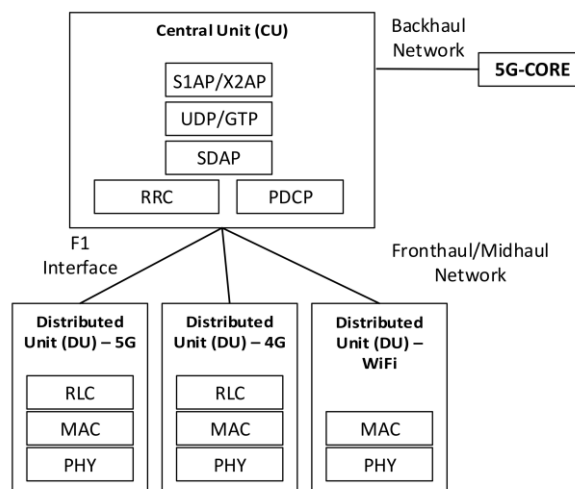 Central Unit (CU)
S1AP/X2AP
UDP/GTP
SDAP
RRC
PDCP
Backhaul
Network
5G-CORE
F1
Interface
Fronthaul/Midhaul
Network
Distributed
Unit (DU) – 5G
RLC
MAC
PHY
Distributed
Unit (DU) – 4G
RLC
MAC
PHY
Distributed
Unit (DU) –
WiFi
MAC
PHY